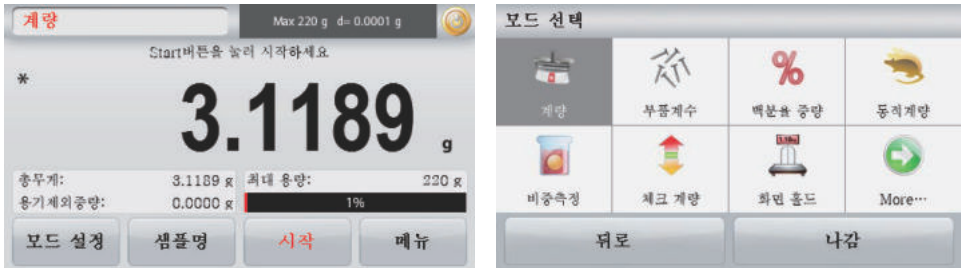 계량 Max 220 g d= 0.0001 g
Start버튼을 눌러 시작하세요
*
3.1189 g
총무게: 3.1189 g 최대 용량: 220 g
용기제외중량: 0.0000 g 1%
모드 설정 샘플명 시작 메뉴
모드 선택
계량 부품계수 백분율 중량 동적계량
비중측정 체크 계량 화면 홀드 More…
뒤로 나감